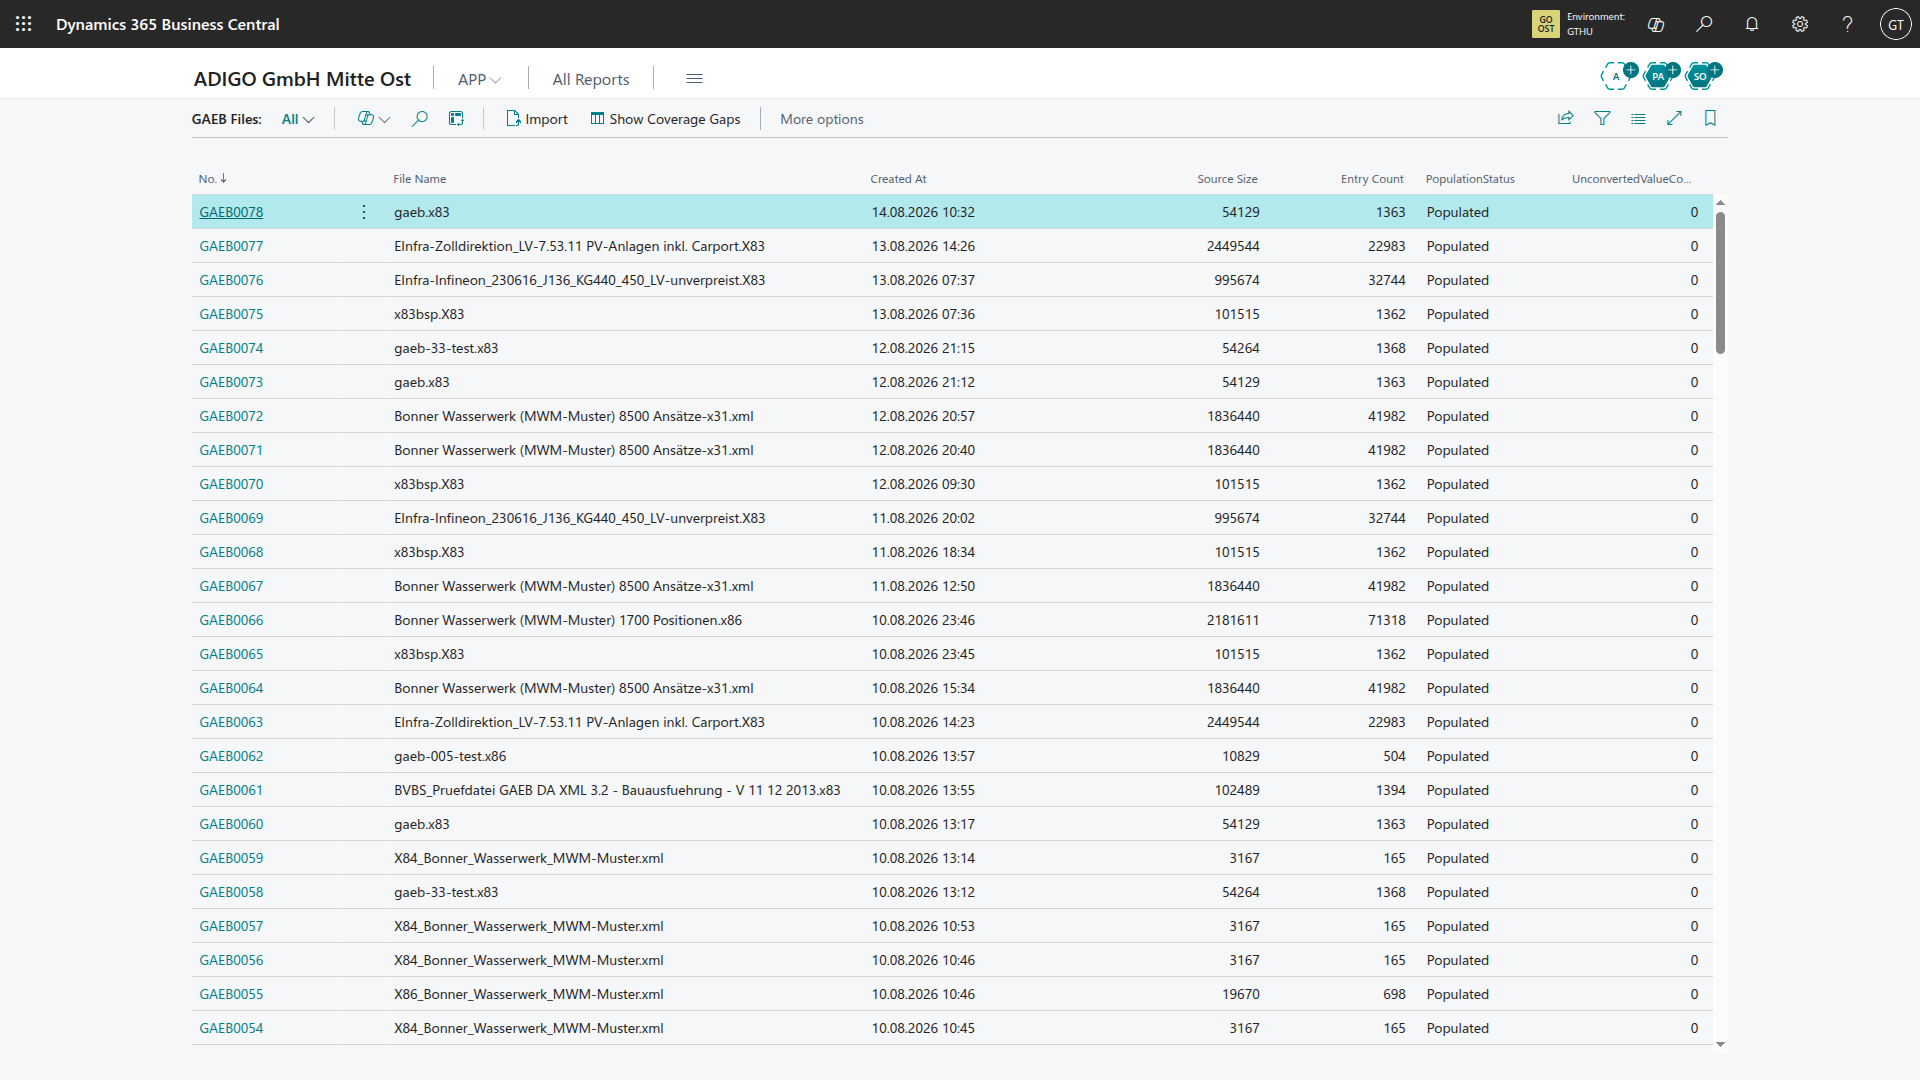 Dynamics 365 Business Central
GO OST
Environment:
GTHU
GT
ADIGO GmbH Mitte Ost
APP
All Reports
A
PA
SO
GAEB Files: All
Import
Show Coverage Gaps
More options
No. ↓ File Name Created At Source Size Entry Count PopulationStatus UnconvertedValueCo...
GAEB0078 gaeb.x83 14.08.2026 10:32 54129 1363 Populated 0
GAEB0077 EInfra-Zolldirektion_LV-7.53.11 PV-Anlagen inkl. Carport.X83 13.08.2026 14:26 2449544 22983 Populated 0
GAEB0076 EInfra-Infineon_230616_J136_KG440_450_LV-unverpreist.X83 13.08.2026 07:37 995674 32744 Populated 0
GAEB0075 x83bsp.X83 13.08.2026 07:36 101515 1362 Populated 0
GAEB0074 gaeb-33-test.x83 12.08.2026 21:15 54264 1368 Populated 0
GAEB0073 gaeb.x83 12.08.2026 21:12 54129 1363 Populated 0
GAEB0072 Bonner Wasserwerk (MWM-Muster) 8500 Ansätze-x31.xml 12.08.2026 20:57 1836440 41982 Populated 0
GAEB0071 Bonner Wasserwerk (MWM-Muster) 8500 Ansätze-x31.xml 12.08.2026 20:40 1836440 41982 Populated 0
GAEB0070 x83bsp.X83 12.08.2026 09:30 101515 1362 Populated 0
GAEB0069 EInfra-Infineon_230616_J136_KG440_450_LV-unverpreist.X83 11.08.2026 20:02 995674 32744 Populated 0
GAEB0068 x83bsp.X83 11.08.2026 18:34 101515 1362 Populated 0
GAEB0067 Bonner Wasserwerk (MWM-Muster) 8500 Ansätze-x31.xml 11.08.2026 12:50 1836440 41982 Populated 0
GAEB0066 Bonner Wasserwerk (MWM-Muster) 1700 Positionen.x86 10.08.2026 23:46 2181611 71318 Populated 0
GAEB0065 x83bsp.X83 10.08.2026 23:45 101515 1362 Populated 0
GAEB0064 Bonner Wasserwerk (MWM-Muster) 8500 Ansätze-x31.xml 10.08.2026 15:34 1836440 41982 Populated 0
GAEB0063 EInfra-Zolldirektion_LV-7.53.11 PV-Anlagen inkl. Carport.X83 10.08.2026 14:23 2449544 22983 Populated 0
GAEB0062 gaeb-005-test.x86 10.08.2026 13:57 10829 504 Populated 0
GAEB0061 BVBS_Pruefdatei GAEB DA XML 3.2 - Bauausfuehrung - V 11 12 2013.x83 10.08.2026 13:55 102489 1394 Populated 0
GAEB0060 gaeb.x83 10.08.2026 13:17 54129 1363 Populated 0
GAEB0059 X84_Bonner_Wasserwerk_MWM-Muster.xml 10.08.2026 13:14 3167 165 Populated 0
GAEB0058 gaeb-33-test.x83 10.08.2026 13:12 54264 1368 Populated 0
GAEB0057 X84_Bonner_Wasserwerk_MWM-Muster.xml 10.08.2026 10:53 3167 165 Populated 0
GAEB0056 X84_Bonner_Wasserwerk_MWM-Muster.xml 10.08.2026 10:46 3167 165 Populated 0
GAEB0055 X86_Bonner_Wasserwerk_MWM-Muster.xml 10.08.2026 10:46 19670 698 Populated 0
GAEB0054 X84_Bonner_Wasserwerk_MWM-Muster.xml 10.08.2026 10:45 3167 165 Populated 0